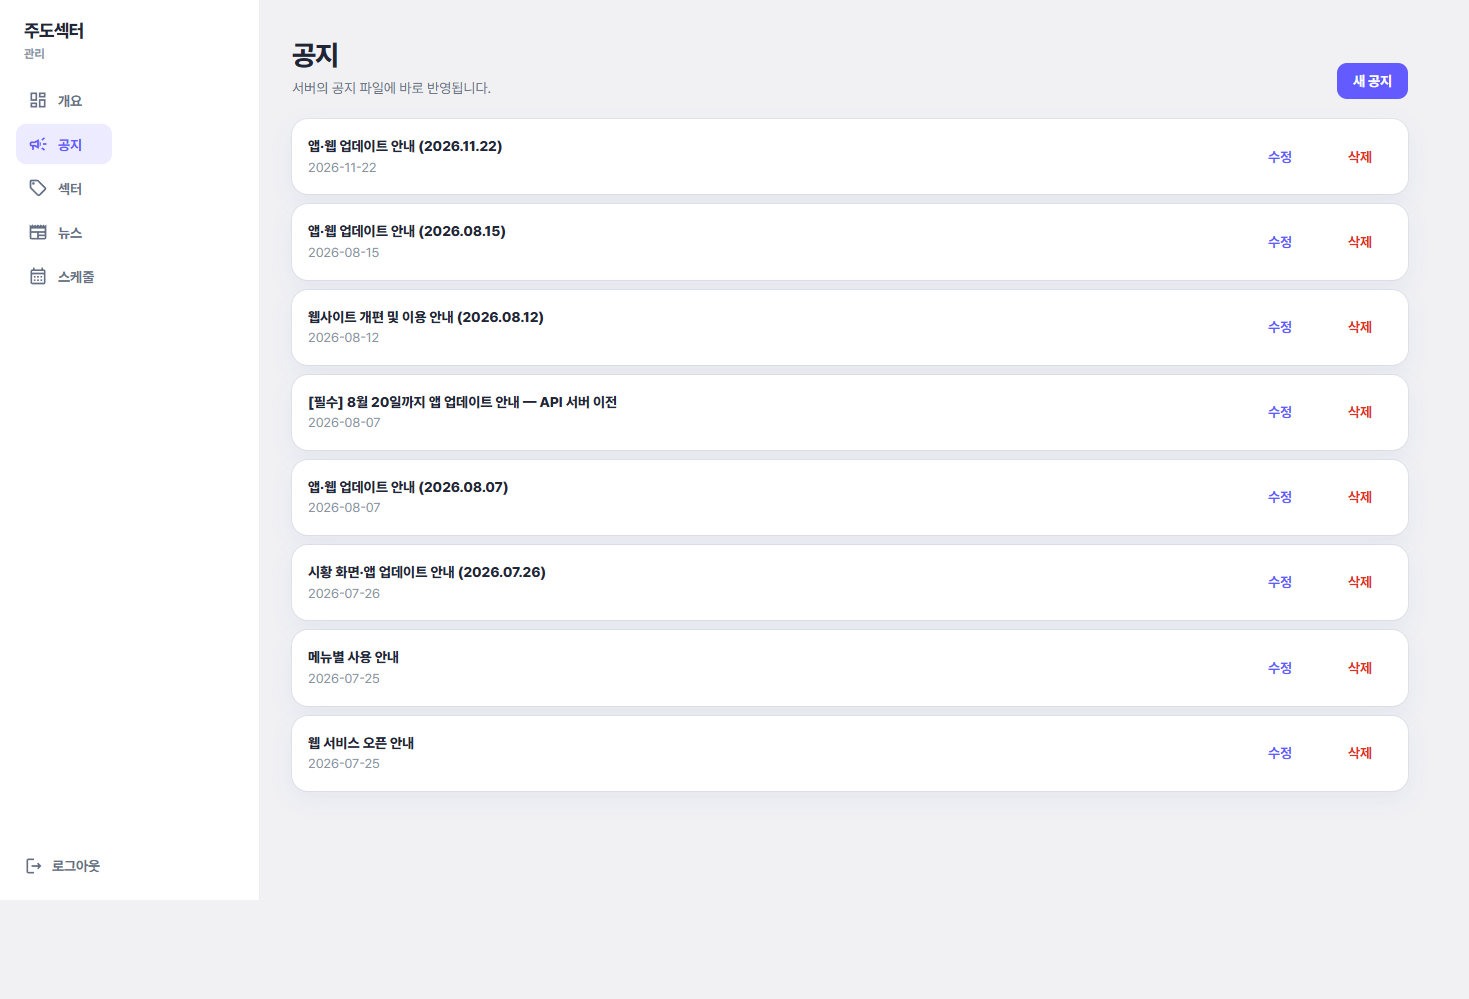 주도섹터
관리
개요
공지
섹터
뉴스
스케줄
로그아웃
공지
서버의 공지 파일에 바로 반영됩니다.
새 공지
앱·웹 업데이트 안내 (2026.11.22)
2026-11-22
수정
삭제
앱·웹 업데이트 안내 (2026.08.15)
2026-08-15
수정
삭제
웹사이트 개편 및 이용 안내 (2026.08.12)
2026-08-12
수정
삭제
[필수] 8월 20일까지 앱 업데이트 안내 — API 서버 이전
2026-08-07
수정
삭제
앱·웹 업데이트 안내 (2026.08.07)
2026-08-07
수정
삭제
시황 화면·앱 업데이트 안내 (2026.07.26)
2026-07-26
수정
삭제
메뉴별 사용 안내
2026-07-25
수정
삭제
웹 서비스 오픈 안내
2026-07-25
수정
삭제